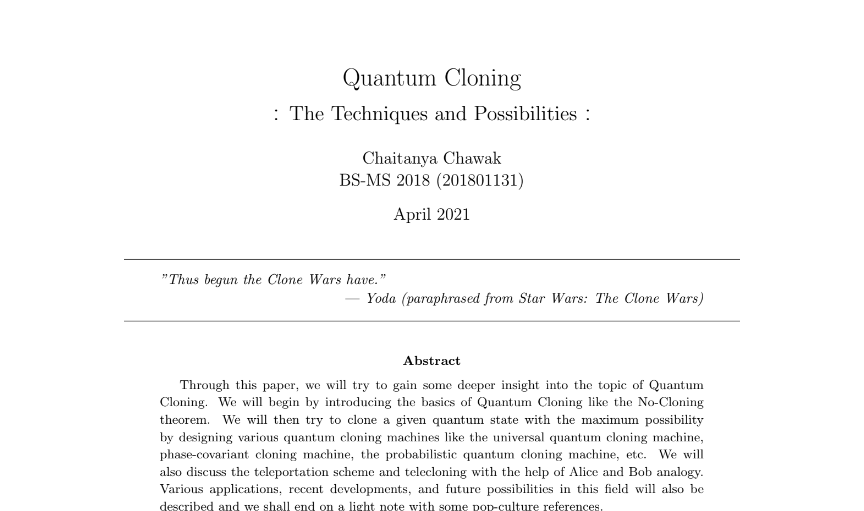 Quantum Cloning
: The Techniques and Possibilities :
Chaitanya Chawak
BS-MS 2018 (201801131)
April 2021
”Thus begun the Clone Wars have.”
— Yoda (paraphrased from Star Wars: The Clone Wars)
Abstract
Through this paper, we will try to gain some deeper insight into the topic of Quantum
Cloning. We will begin by introducing the basics of Quantum Cloning like the No-Cloning
theorem. We will then try to clone a given quantum state with the maximum possibility
by designing various quantum cloning machines like the universal quantum cloning machine,
phase-covariant cloning machine, the probabilistic quantum cloning machine, etc. We will
also discuss the teleportation scheme and telecloning with the help of Alice and Bob analogy.
Various applications, recent developments, and future possibilities in this field will also be
described and we shall end on a light note with some pop-culture references.